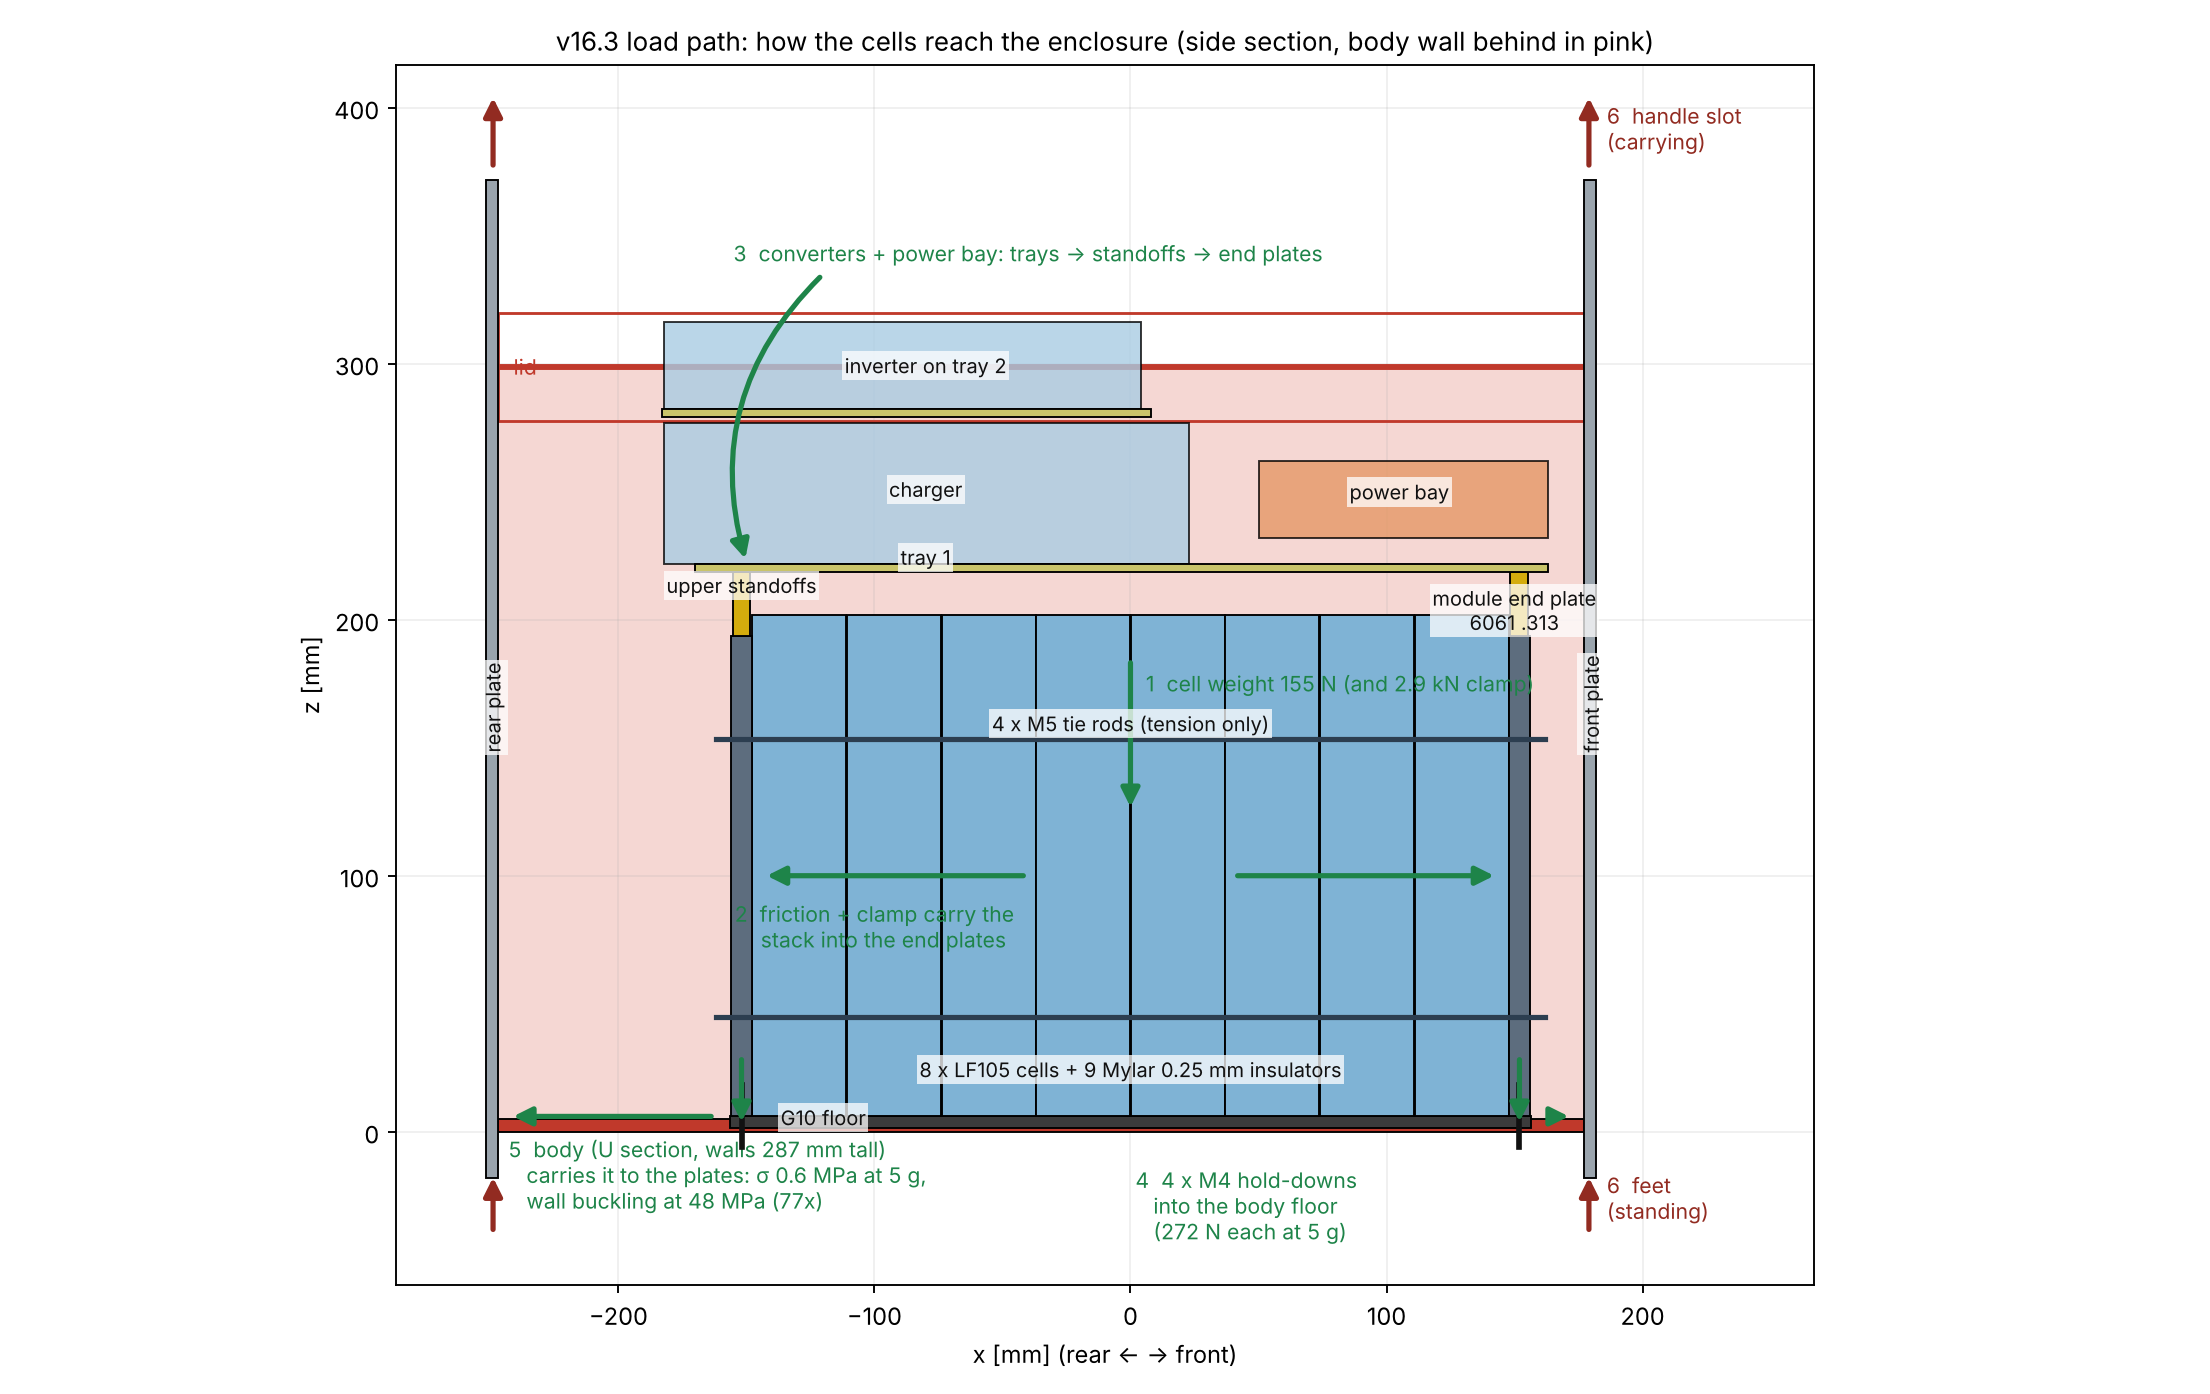 v16.3 load path: how the cells reach the enclosure (side section, body wall behind in pink)
400
300
200
100
0
z [mm]
6 handle slot
(carrying)
3 converters + power bay: trays → standoffs → end plates
lid
inverter on tray 2
charger
power bay
tray 1
upper standoffs
module end plate
6061 .313
rear plate
front plate
1 cell weight 155 N (and 2.9 kN clamp)
4 x M5 tie rods (tension only)
2 friction + clamp carry the
stack into the end plates
8 x LF105 cells + 9 Mylar 0.25 mm insulators
G10 floor
5 body (U section, walls 287 mm tall)
carries it to the plates: σ 0.6 MPa at 5 g,
wall buckling at 48 MPa (77x)
4 4 x M4 hold-downs
into the body floor
(272 N each at 5 g)
6 feet
(standing)
−200
−100
0
100
200
x [mm] (rear ← → front)